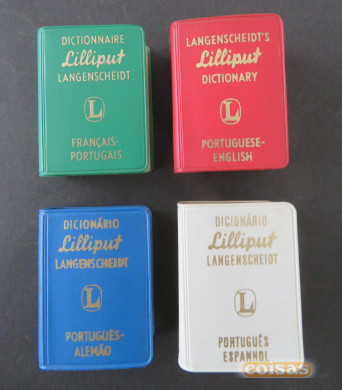 DICTIONNAIRE
Lilliput
LANGENSCHEIDT
L
FRANÇAIS-
PORTUGAIS
LANGENSCHEIDT'S
Lilliput
DICTIONARY
L
PORTUGUESE-
ENGLISH
DICIONÁRIO
Lilliput
LANGENSCHEIDT
L
PORTUGUÊS-
ALEMÃO
DICIONÁRIO
Lilliput
LANGENSCHEIDT
L
PORTUGUÊS
ESPANHOL
coisas